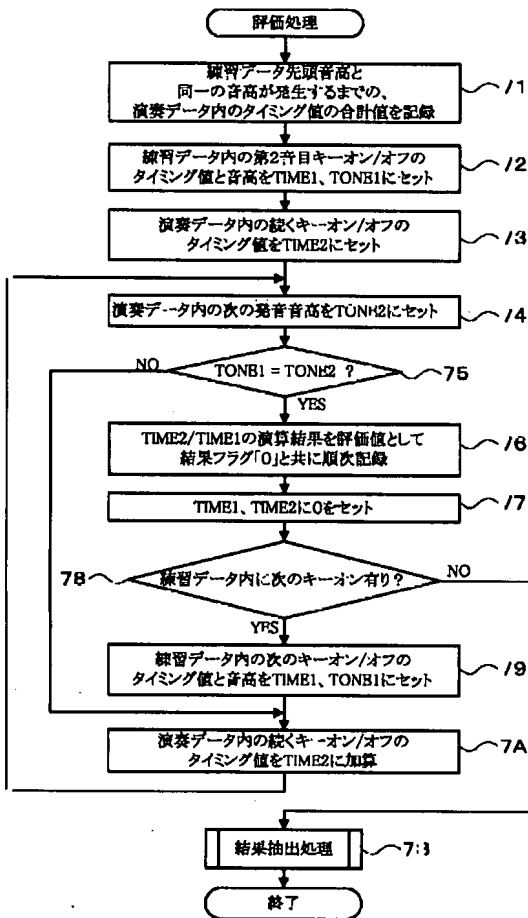 評価処理
練習データ先頭音高と
同一の音高が発生するまでの、
演奏データ内のタイミング値の合計値を記録
71
練習データ内の第2音目キーオン/オフの
タイミング値と音高をTIME1、TONE1にセット
72
演奏データ内の続くキーオン/オフの
タイミング値をTIME2にセット
73
演奏データ内の次の発音音高をTONE2にセット
74
NO
TONE1 = TONE2 ?
75
YES
TIME2/TIME1の演算結果を評価値として
結果フラグ「0」と共に順次記録
76
TIME1、TIME2に0をセット
77
78
練習データ内に次のキーオン有り?
NO
YES
練習データ内の次のキーオン/オフの
タイミング値と音高をTIME1、TONE1にセット
79
演奏データ内の続くキーオン/オフの
タイミング値をTIME2に加算
7A
結果抽出処理
7B
終了